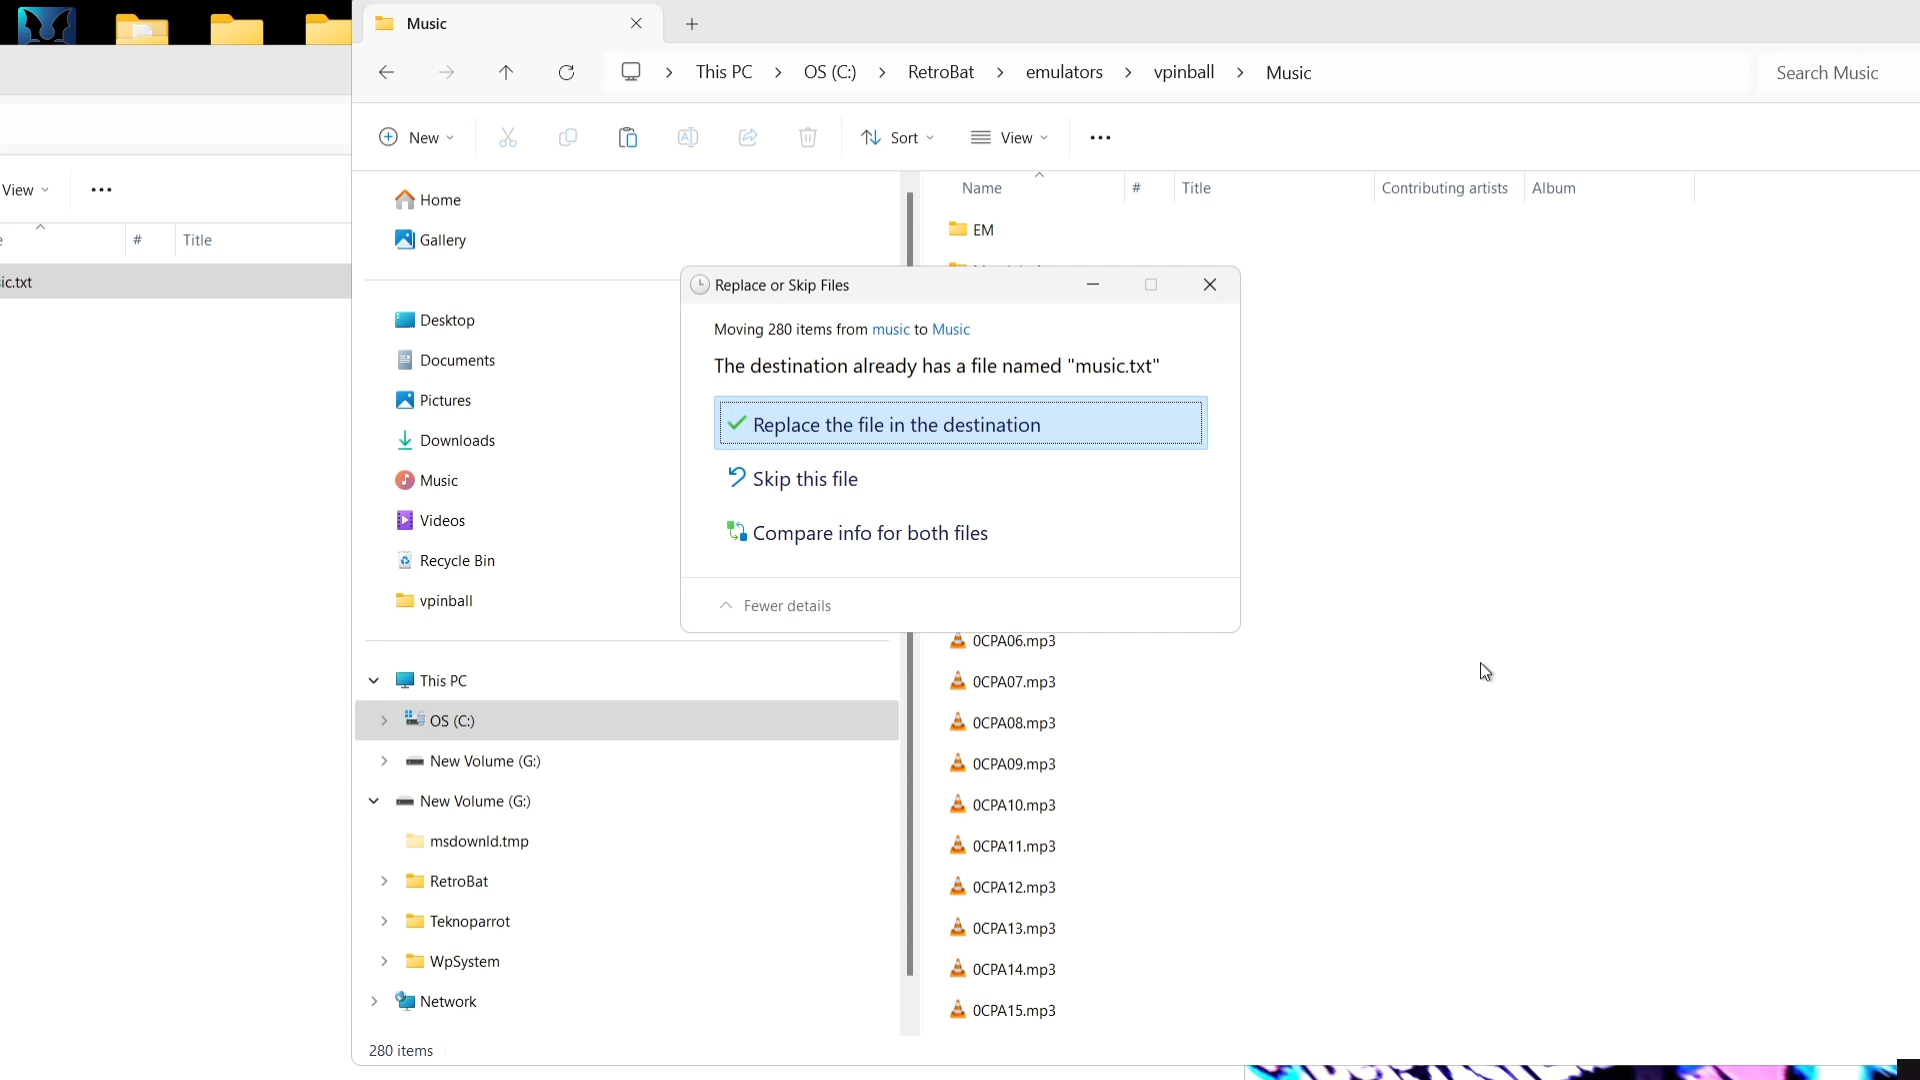 Music
This PC
OS (C:)
RetroBat
emulators
vpinball
Music
Search Music
New
Sort
View
View
Title
#
ic.txt
Home
Gallery
Desktop
Documents
Pictures
Downloads
Music
Videos
Recycle Bin
vpinball
This PC
OS (C:)
New Volume (G:)
New Volume (G:)
msdownld.tmp
RetroBat
Teknoparrot
WpSystem
Network
280 items
Name
#
Title
Contributing artists
Album
EM
Replace or Skip Files
Moving 280 items from music to Music
The destination already has a file named "music.txt"
Replace the file in the destination
Skip this file
Compare info for both files
Fewer details
0CPA06.mp3
0CPA07.mp3
0CPA08.mp3
0CPA09.mp3
0CPA10.mp3
0CPA11.mp3
0CPA12.mp3
0CPA13.mp3
0CPA14.mp3
0CPA15.mp3